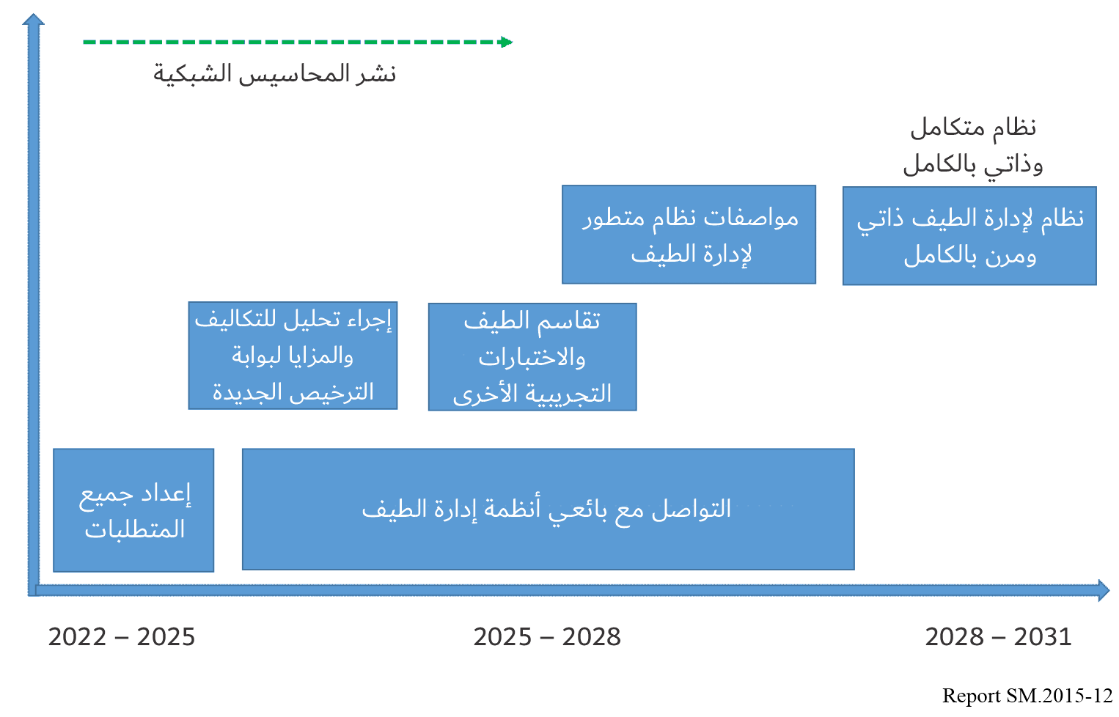 نشر المحاسيس الشبكية
نظام متكامل
وذاتي بالكامل
مواصفات نظام متطور
لإدارة الطيف
نظام لإدارة الطيف ذاتي
ومرن بالكامل
إجراء تحليل للتكاليف
والمزايا لبوابة
الترخيص الجديدة
تقاسم الطيف
والاختبارات
التجريبية الأخرى
إعداد جميع
المتطلبات
التواصل مع بائعي أنظمة إدارة الطيف
2022 – 2025
2025 – 2028
2028 – 2031
Report SM.2015-12